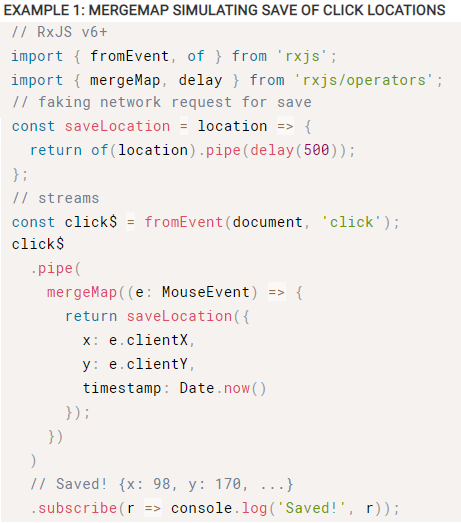 EXAMPLE 1: MERGEMAP SIMULATING SAVE OF CLICK LOCATIONS
// RxJS v6+
import { fromEvent, of } from 'rxjs';
import { mergeMap, delay } from 'rxjs/operators';
// faking network request for save
const saveLocation = location => {
  return of(location).pipe(delay(500));
};
// streams
const click$ = fromEvent(document, 'click');
click$
  .pipe(
    mergeMap((e: MouseEvent) => {
      return saveLocation({
        x: e.clientX,
        y: e.clientY,
        timestamp: Date.now()
      });
    })
  )
  // Saved! {x: 98, y: 170, ...}
  .subscribe(r => console.log('Saved!', r));